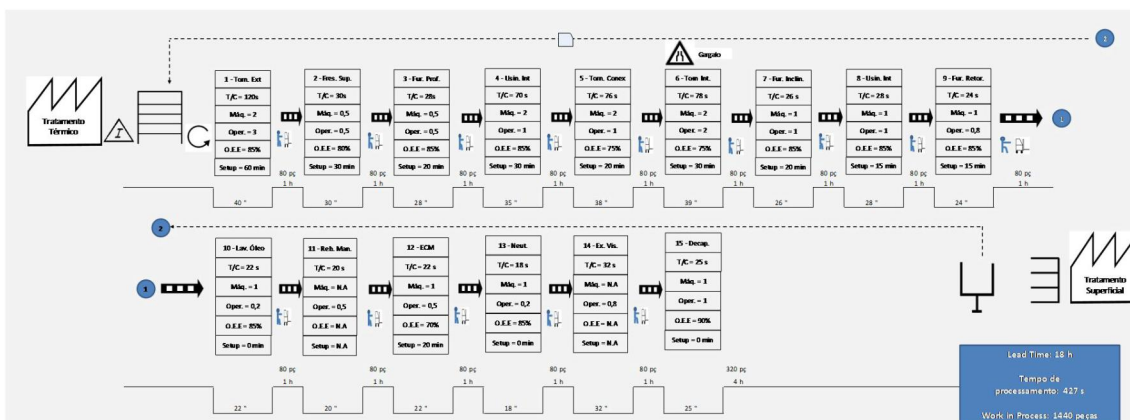 2
Gargalo
Tratamento
Térmico
I
1 - Torn. Ext
T/C = 120s
Máq. = 2
Oper. = 3
O.E.E = 85%
Setup = 60 min
2 - Fres. Sup.
T/C = 30s
Máq. = 0,5
Oper. = 0,5
O.E.E = 80%
Setup = 30 min
3 - Fur. Prof.
T/C = 28s
Máq. = 0,5
Oper. = 0,5
O.E.E = 85%
Setup = 20 min
4 - Usin. Int
T/C = 70 s
Máq. = 2
Oper. = 1
O.E.E = 85%
Setup = 30 min
5 - Torn. Conex
T/C = 76 s
Máq. = 2
Oper. = 1
O.E.E = 75%
Setup = 20 min
6 - Torn Int.
T/C = 78 s
Máq. = 2
Oper. = 2
O.E.E = 75%
Setup = 30 min
7 - Fur. Inclin.
T/C = 26 s
Máq. = 1
Oper. = 1
O.E.E = 85%
Setup = 20 min
8 - Usin. Int
T/C = 28 s
Máq. = 1
Oper. = 1
O.E.E = 85%
Setup = 15 min
9 - Fur. Retor.
T/C = 24 s
Máq. = 1
Oper. = 0,8
O.E.E = 85%
Setup = 15 min
1
80 pç 80 pç 80 pç 80 pç 80 pç 80 pç 80 pç 80 pç 80 pç
1 h 1 h 1 h 1 h 1 h 1 h 1 h 1 h 1 h
40 " 30 " 28 " 35 " 38 " 39 " 26 " 28 " 24 "
2
1
10 - Lav. Óleo
T/C = 22 s
Máq. = 1
Oper. = 0,2
O.E.E = 85%
Setup = 0 min
11 - Reb. Man.
T/C = 20 s
Máq. = N.A
Oper. = 0,5
O.E.E = N.A
Setup = N.A
12 - ECM
T/C = 22 s
Máq. = 1
Oper. = 0,5
O.E.E = 70%
Setup = 20 min
13 - Neut.
T/C = 18 s
Máq. = 1
Oper. = 0,2
O.E.E = 85%
Setup = 0 min
14 - Ex. Vis.
T/C = 32 s
Máq. = N.A
Oper. = 0,8
O.E.E = N.A
Setup = N.A
15 - Decap.
T/C = 25 s
Máq. = 1
Oper. = 1
O.E.E = 90%
Setup = 0 min
Tratamento
Superficial
80 pç 80 pç 80 pç 80 pç 80 pç 320 pç
1 h 1 h 1 h 1 h 1 h 4 h
22 " 20 " 22 " 18 " 32 " 25 "
Lead Time: 18 h
Tempo de
processamento: 427 s
Work in Process: 1440 peças